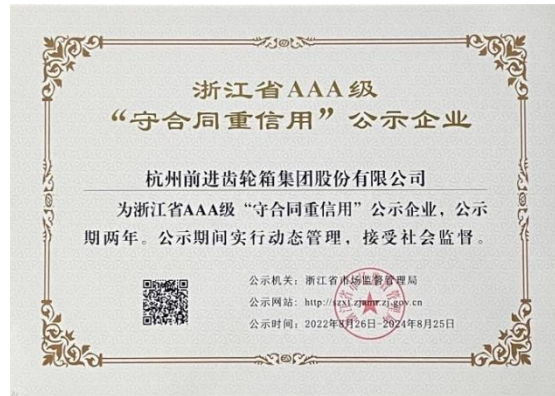 浙江省AAA级
“守合同重信用”公示企业
杭州前进齿轮箱集团股份有限公司
为浙江省AAA级“守合同重信用”公示企业，公示
期两年。公示期间实行动态管理，接受社会监督。
公示机关：浙江省市场监督管理局
公示网站：http://szxt.zjamr.zj.gov.cn
公示时间：2022年8月26日-2024年8月25日